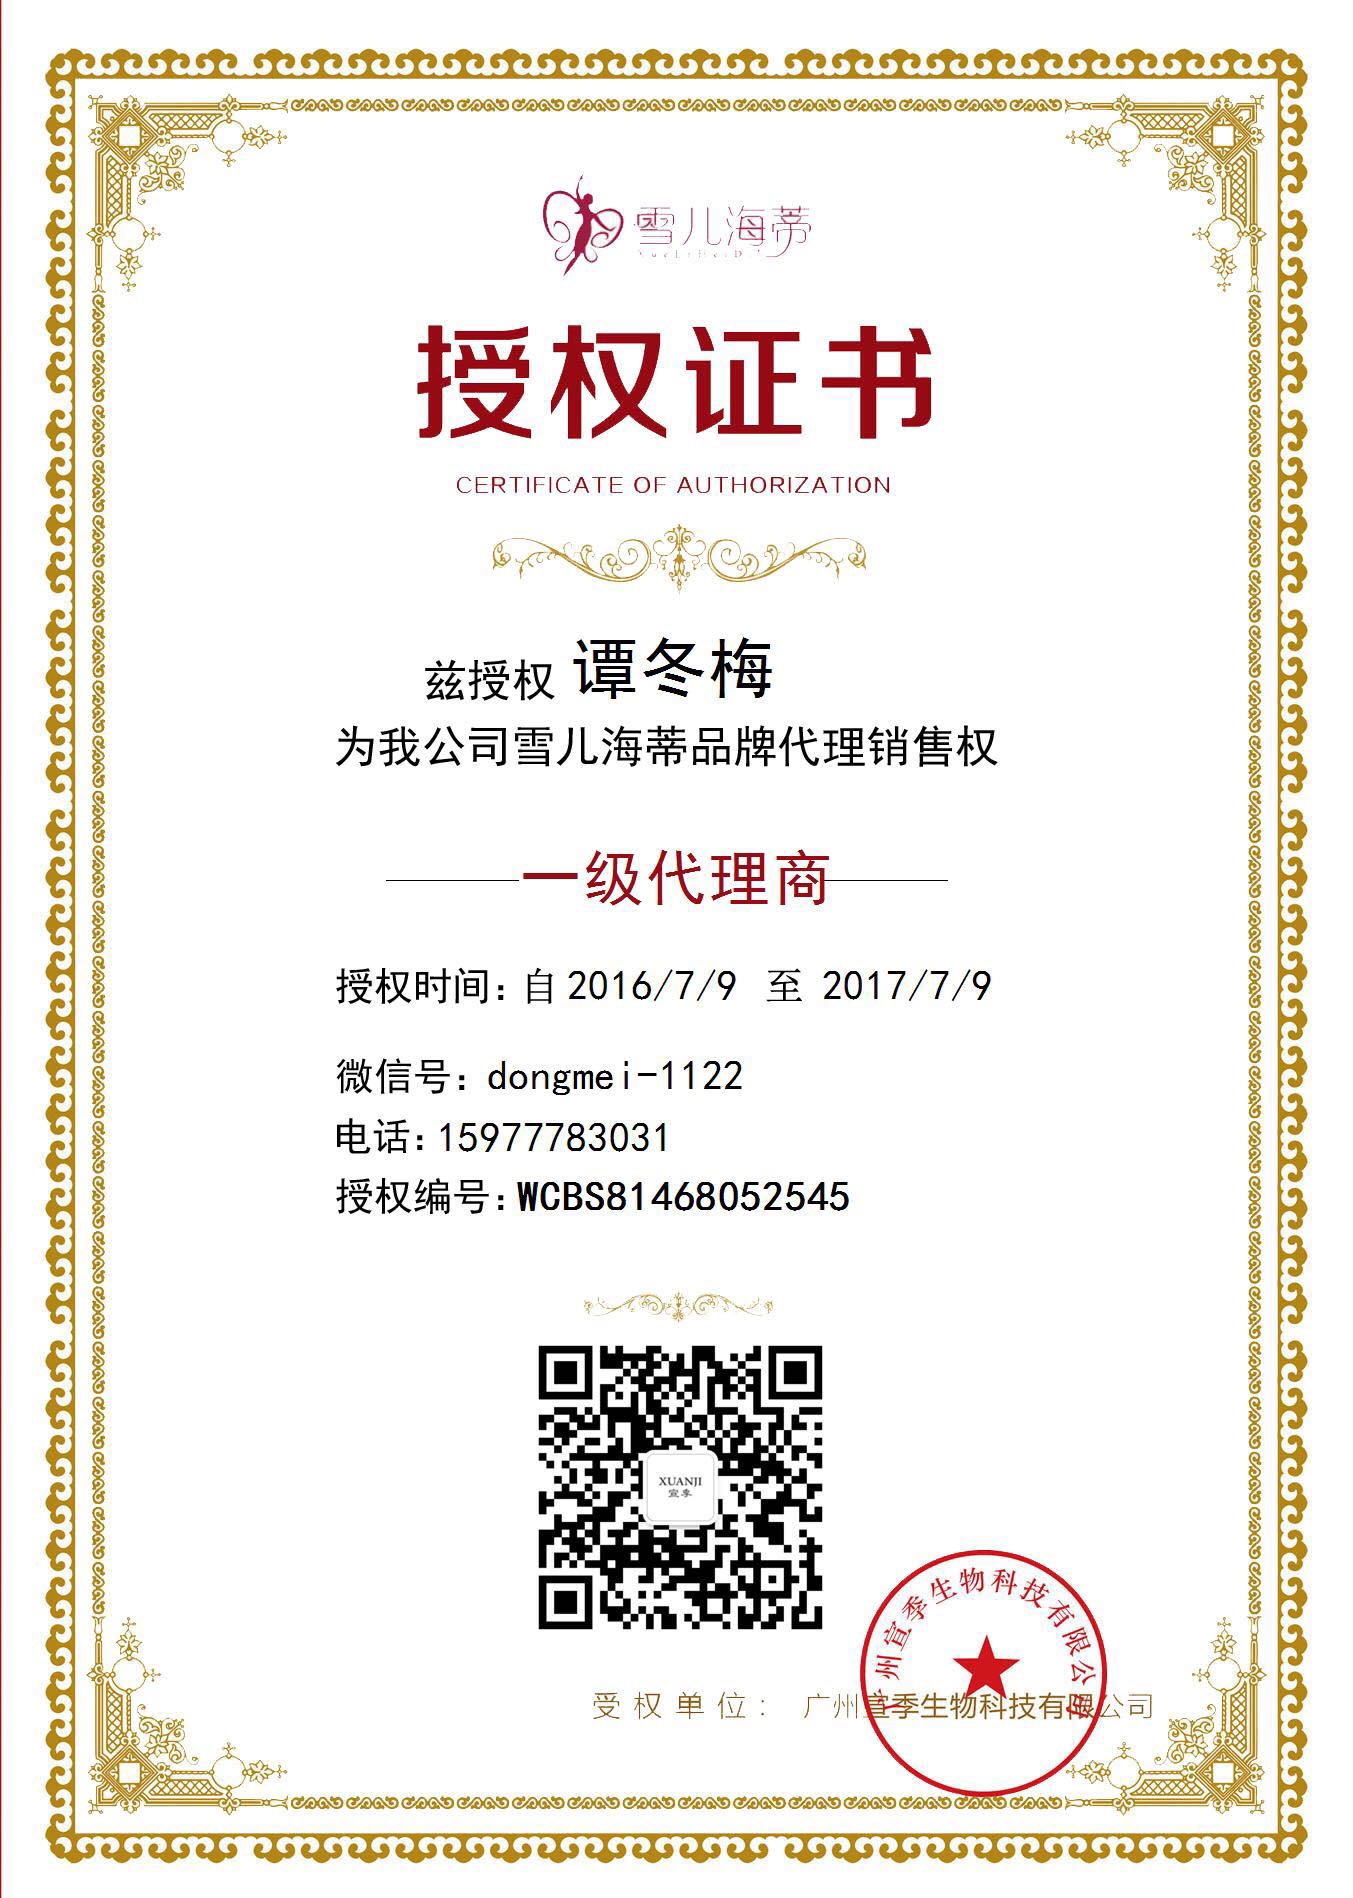 雪儿海蒂
授权证书
CERTIFICATE OF AUTHORIZATION
兹授权 谭冬梅
为我公司雪儿海蒂品牌代理销售权
一级代理商
授权时间: 自 2016/7/9 至 2017/7/9
微信号: dongmei-1122
电话: 15977783031
授权编号: WCBS81468052545
XUANJI
宣季
广州宣季生物科技有限公司
受权单位: 广州宣季生物科技有限公司